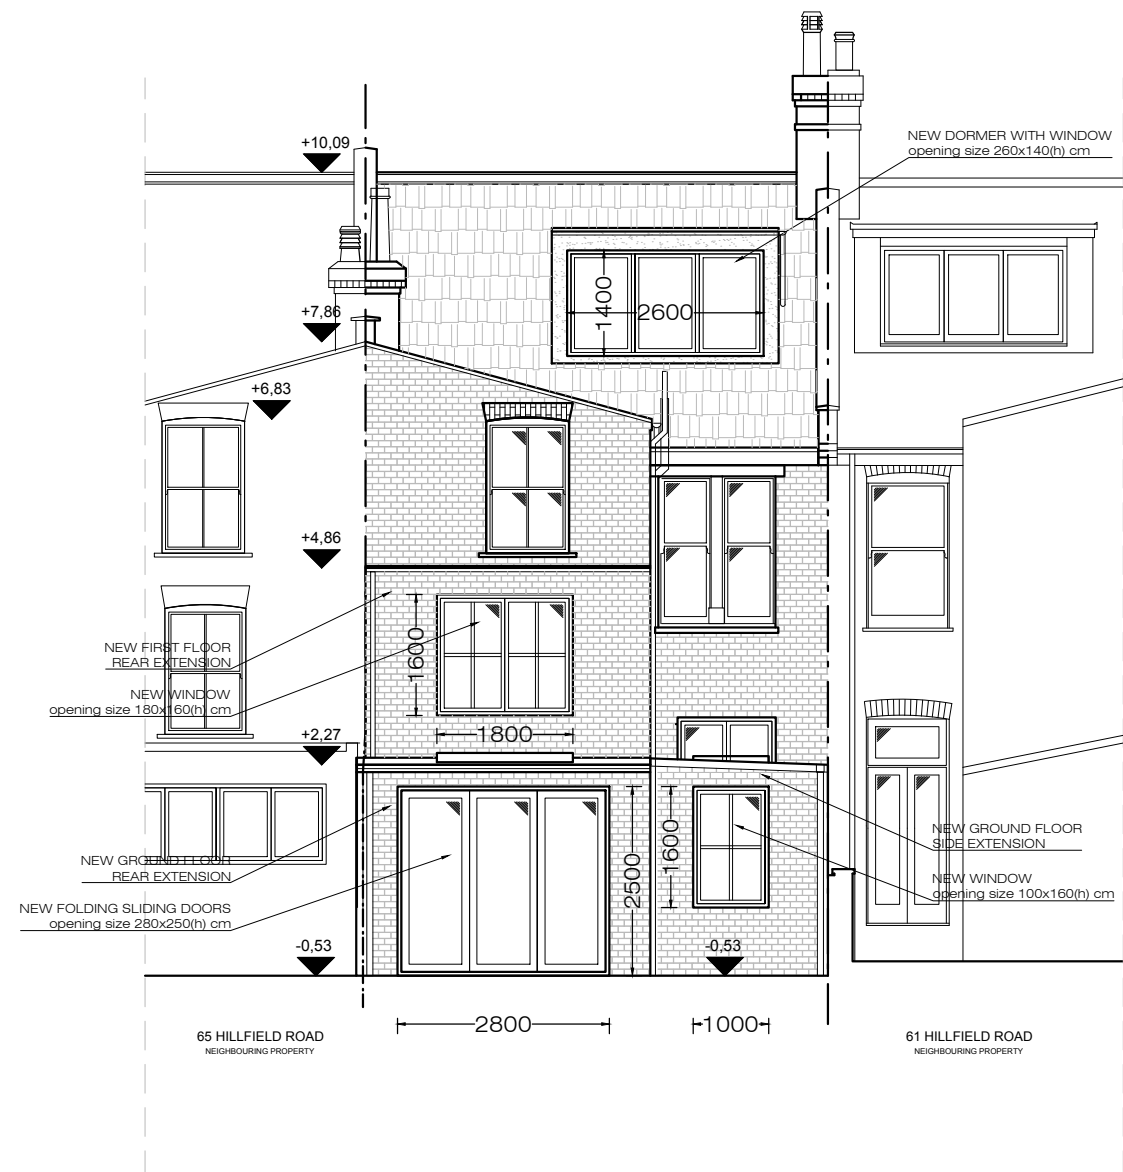 NEW DORMER WITH WINDOW
opening size 260x140(h) cm
+10,09
+7,86
1400
2600
+6,83
+4,86
NEW FIRST FLOOR
REAR EXTENSION
1600
NEW WINDOW
opening size 180x160(h) cm
+2,27
1800
NEW GROUND FLOOR
REAR EXTENSION
NEW FOLDING SLIDING DOORS
opening size 280x250(h) cm
2500
1600
NEW GROUND FLOOR
SIDE EXTENSION
NEW WINDOW
opening size 100x160(h) cm
-0,53
-0,53
2800
1000
65 HILLFIELD ROAD
NEIGHBOURING PROPERTY
61 HILLFIELD ROAD
NEIGHBOURING PROPERTY